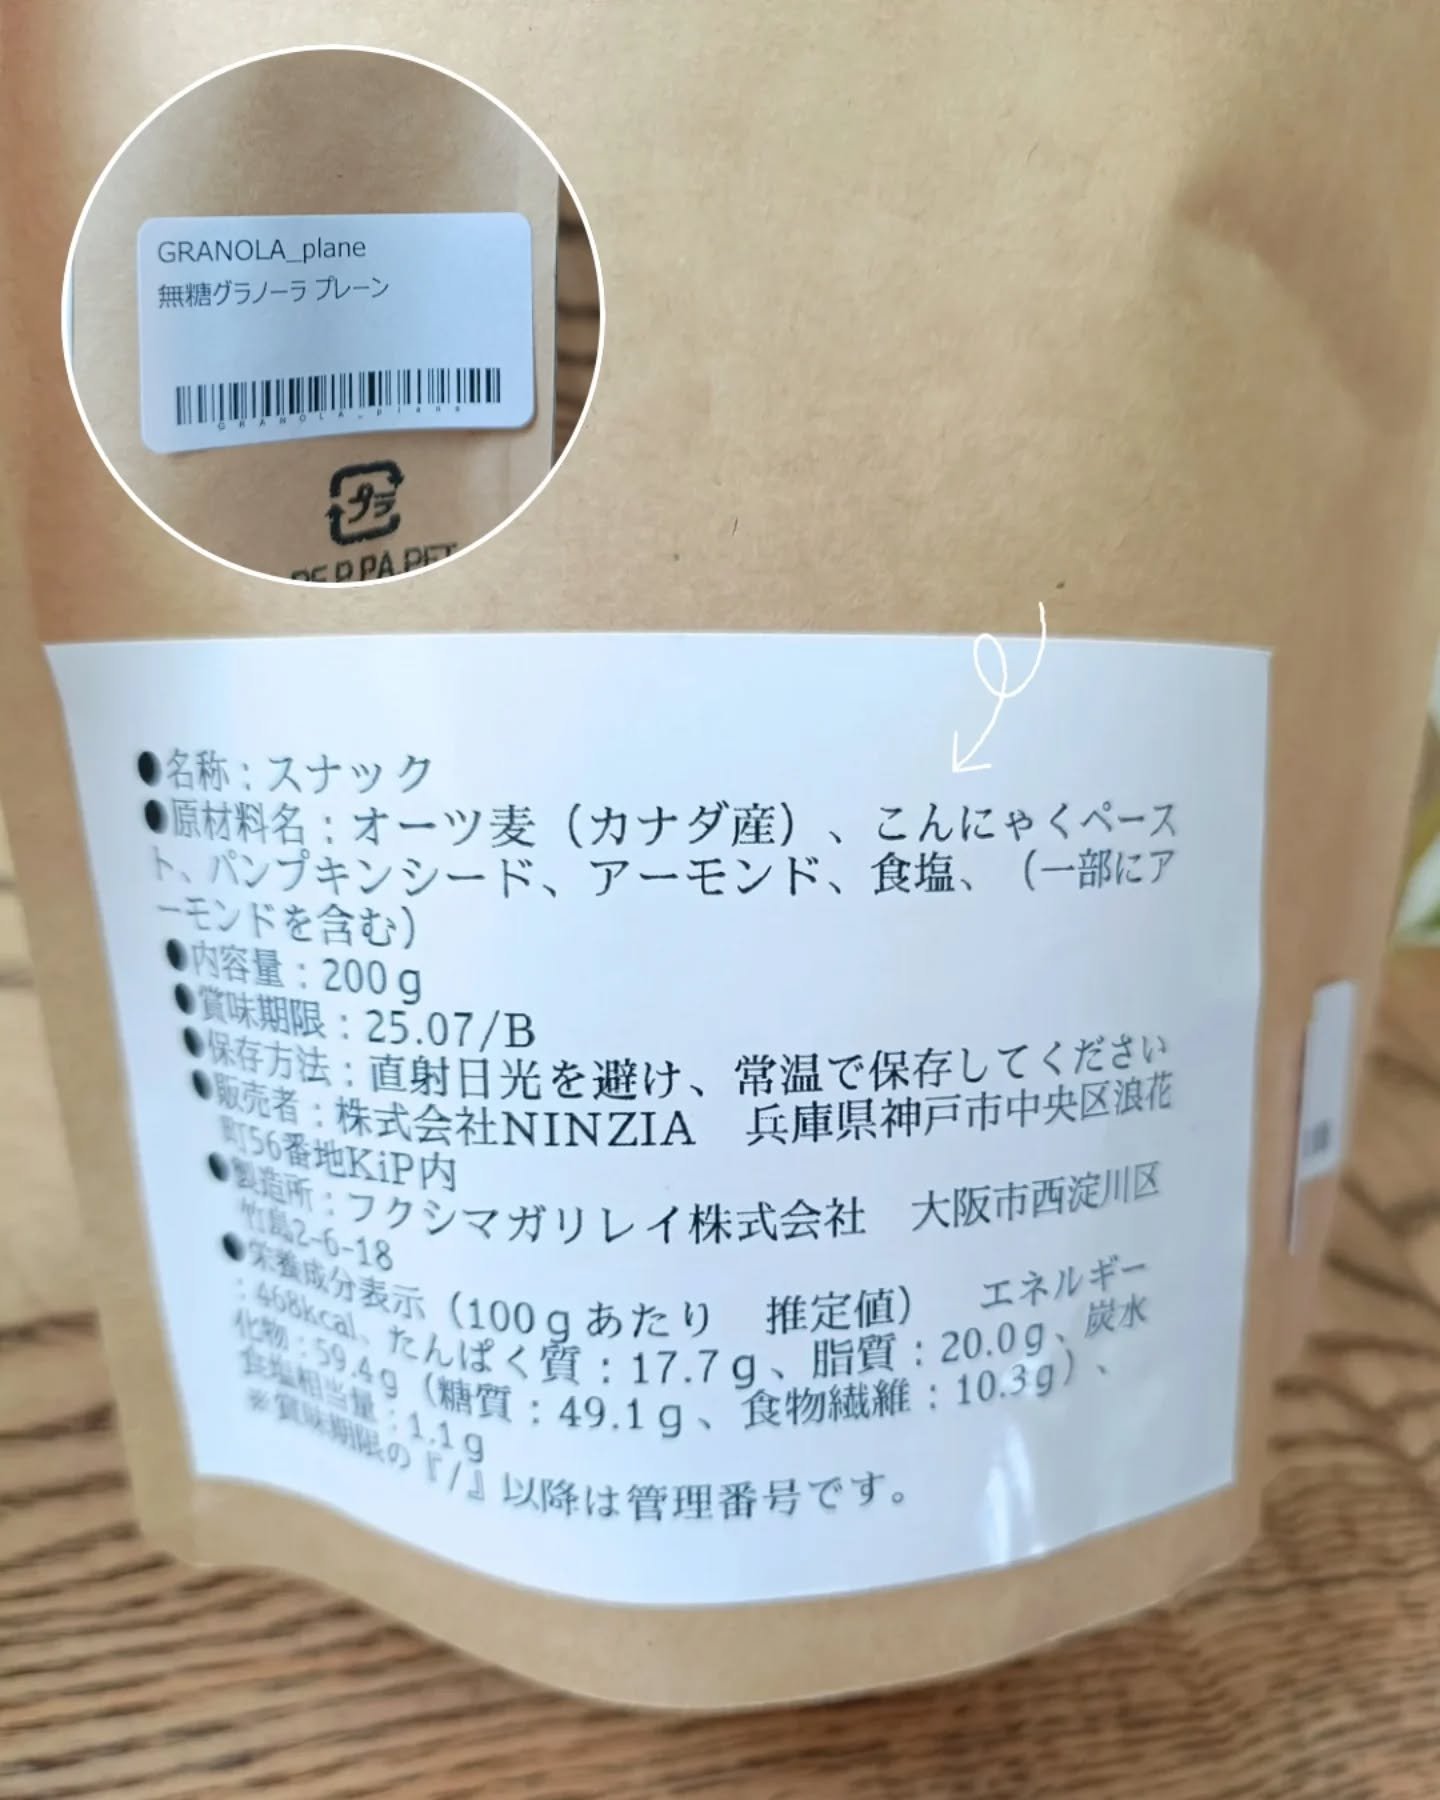 GRANOLA_plane
無糖グラノーラ プレーン
GRANOLA_plane
プラ
PE,P,PA,PET
●名称：スナック
●原材料名：オーツ麦（カナダ産）、こんにゃくペース
ト、パンプキンシード、アーモンド、食塩、（一部にア
ーモンドを含む）
●内容量：200g
●賞味期限：25.07/B
●保存方法：直射日光を避け、常温で保存してください
●販売者：株式会社NINZIA　兵庫県神戸市中央区浪花
町56番地KiP内
●製造所：フクシマガリレイ株式会社　大阪市西淀川区
竹島2-6-18
●栄養成分表示（100gあたり　推定値）　エネルギー
：468kcal、たんぱく質：17.7g、脂質：20.0g、炭水
化物：59.4g（糖質：49.1g、食物繊維：10.3g）、
食塩相当量：1.1g
※賞味期限の『/』以降は管理番号です。